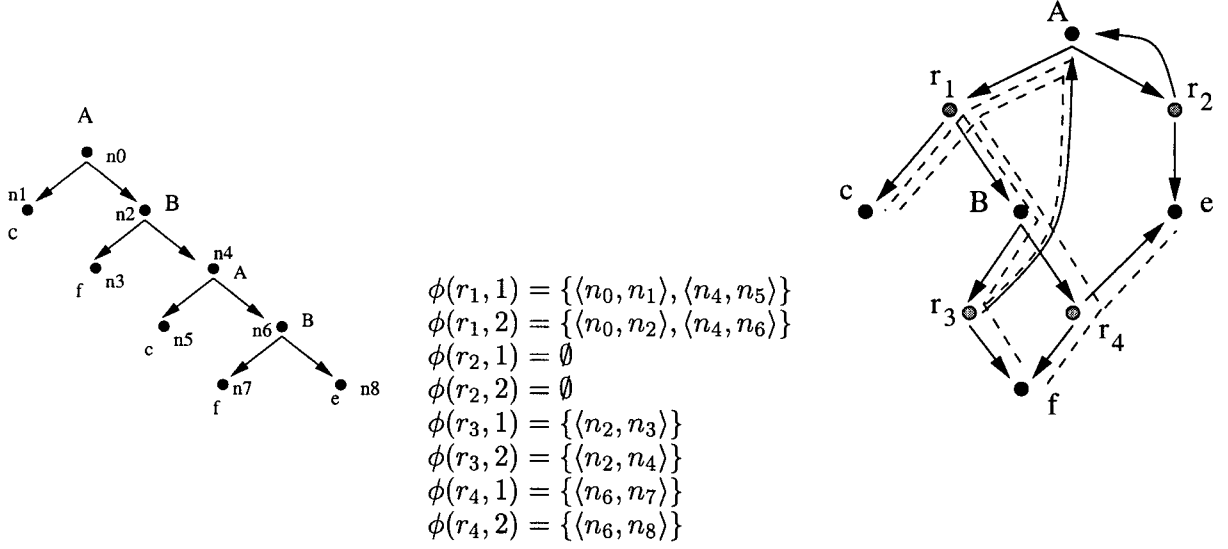 A
n0
n1
c
n2
B
f
n3
n4
A
c
n5
n6
B
f
n7
e
n8
ϕ(r₁, 1) = {⟨n₀, n₁⟩, ⟨n₄, n₅⟩}
ϕ(r₁, 2) = {⟨n₀, n₂⟩, ⟨n₄, n₆⟩}
ϕ(r₂, 1) = ∅
ϕ(r₂, 2) = ∅
ϕ(r₃, 1) = {⟨n₂, n₃⟩}
ϕ(r₃, 2) = {⟨n₂, n₄⟩}
ϕ(r₄, 1) = {⟨n₆, n₇⟩}
ϕ(r₄, 2) = {⟨n₆, n₈⟩}
A
r₁
r₂
c
B
e
r₃
r₄
f